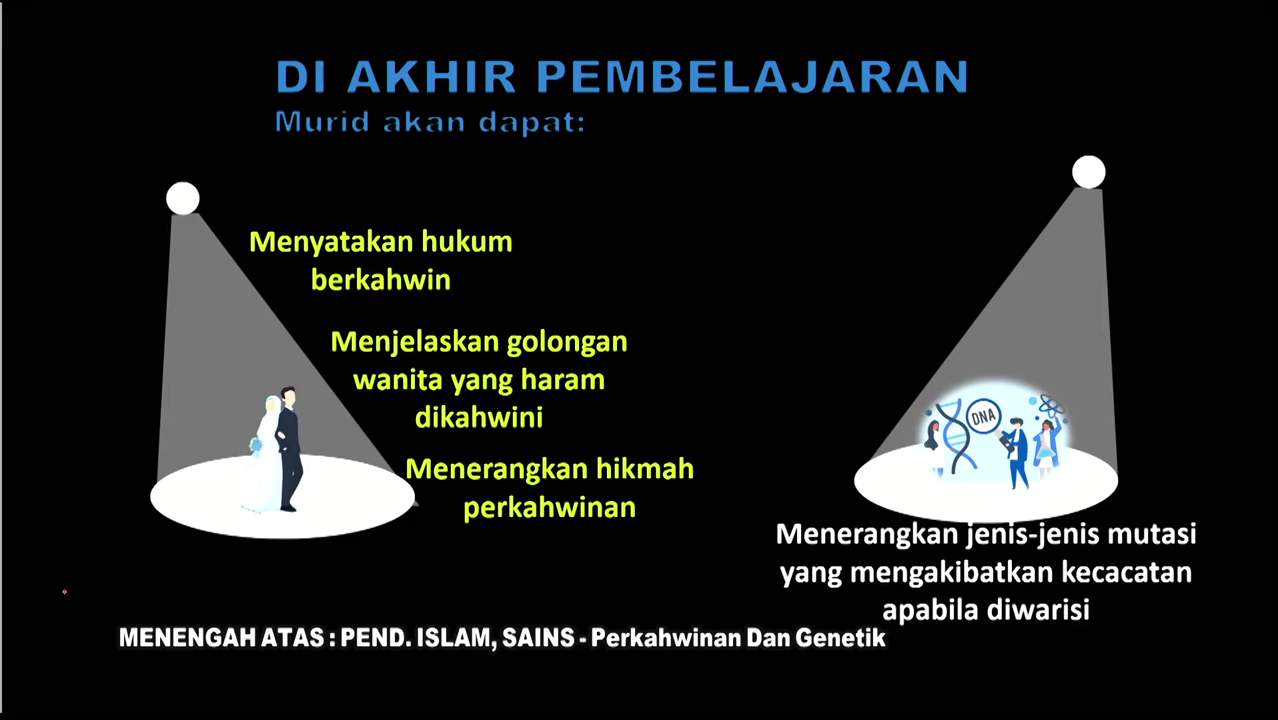 DI AKHIR PEMBELAJARAN
Murid akan dapat:
Menyatakan hukum
berkahwin
Menjelaskan golongan
wanita yang haram
dikahwini
Menerangkan hikmah
perkahwinan
DNA
Menerangkan jenis-jenis mutasi
yang mengakibatkan kecacatan
apabila diwarisi
MENENGAH ATAS : PEND. ISLAM, SAINS - Perkahwinan Dan Genetik